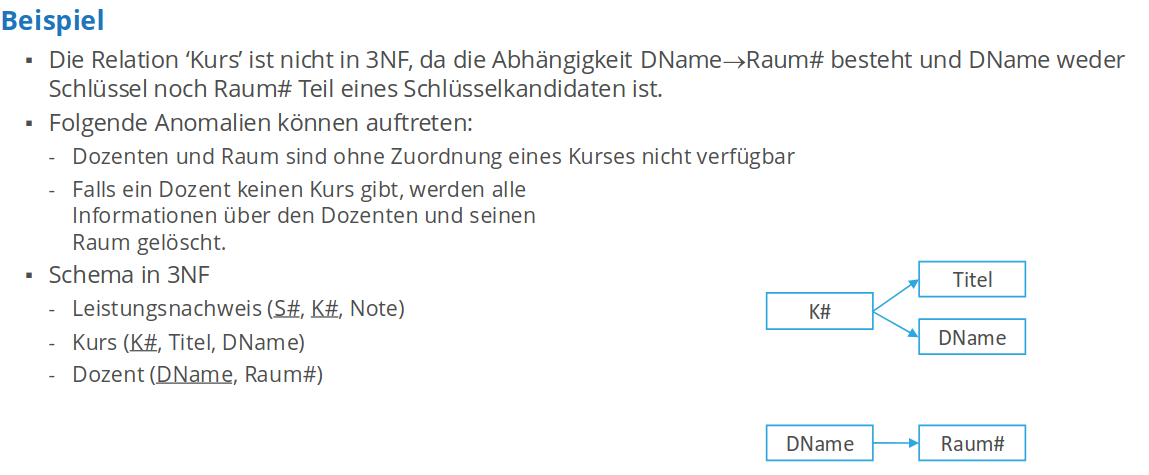 Beispiel
▪ Die Relation ‘Kurs’ ist nicht in 3NF, da die Abhängigkeit DName→Raum# besteht und DName weder
Schlüssel noch Raum# Teil eines Schlüsselkandidaten ist.
▪ Folgende Anomalien können auftreten:
- Dozenten und Raum sind ohne Zuordnung eines Kurses nicht verfügbar
- Falls ein Dozent keinen Kurs gibt, werden alle
Informationen über den Dozenten und seinen
Raum gelöscht.
▪ Schema in 3NF
- Leistungsnachweis (S#, K#, Note)
- Kurs (K#, Titel, DName)
- Dozent (DName, Raum#)
K#
Titel
DName
DName
Raum#